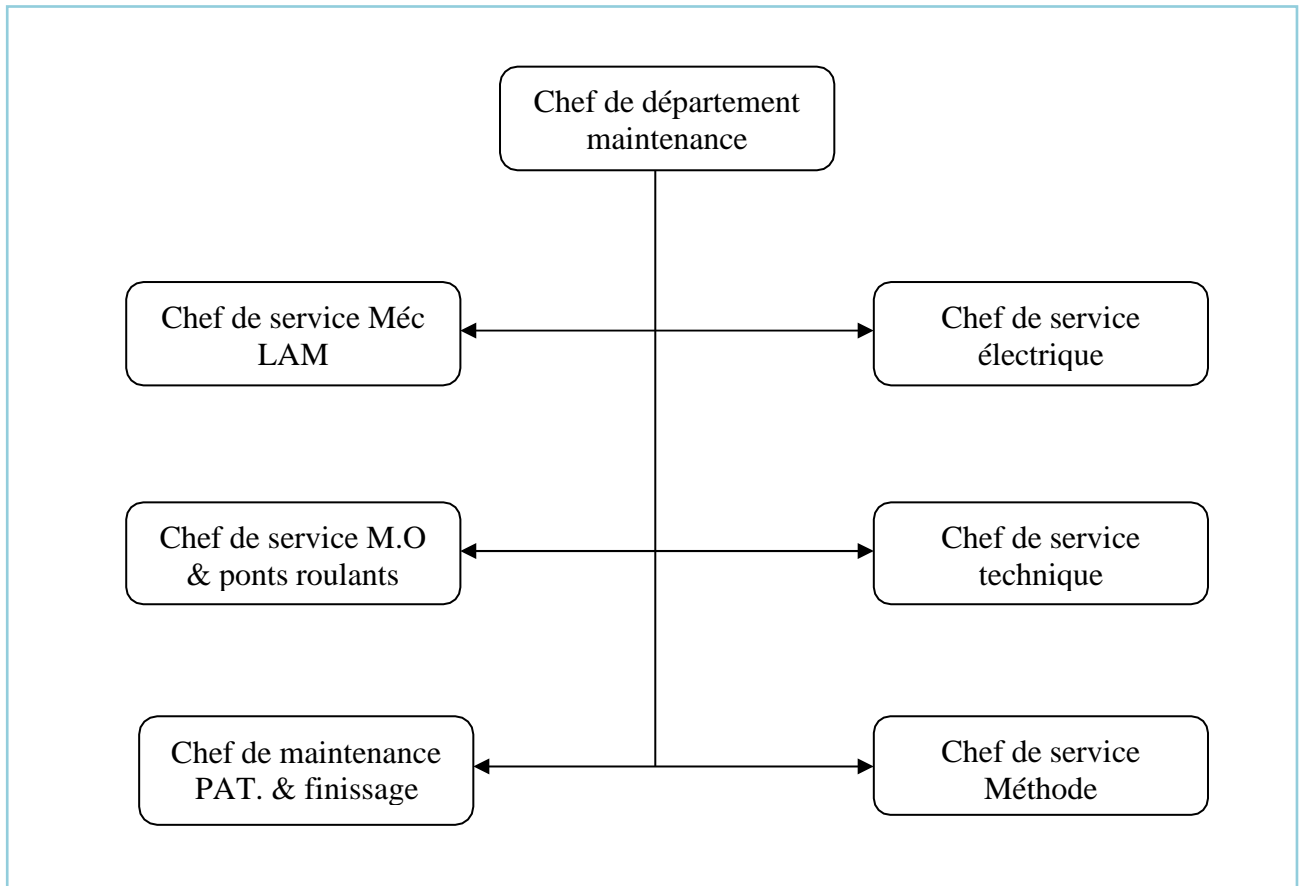 Chef de département
maintenance
Chef de service Méc
LAM
Chef de service
électrique
Chef de service M.O
& ponts roulants
Chef de service
technique
Chef de maintenance
PAT. & finissage
Chef de service
Méthode